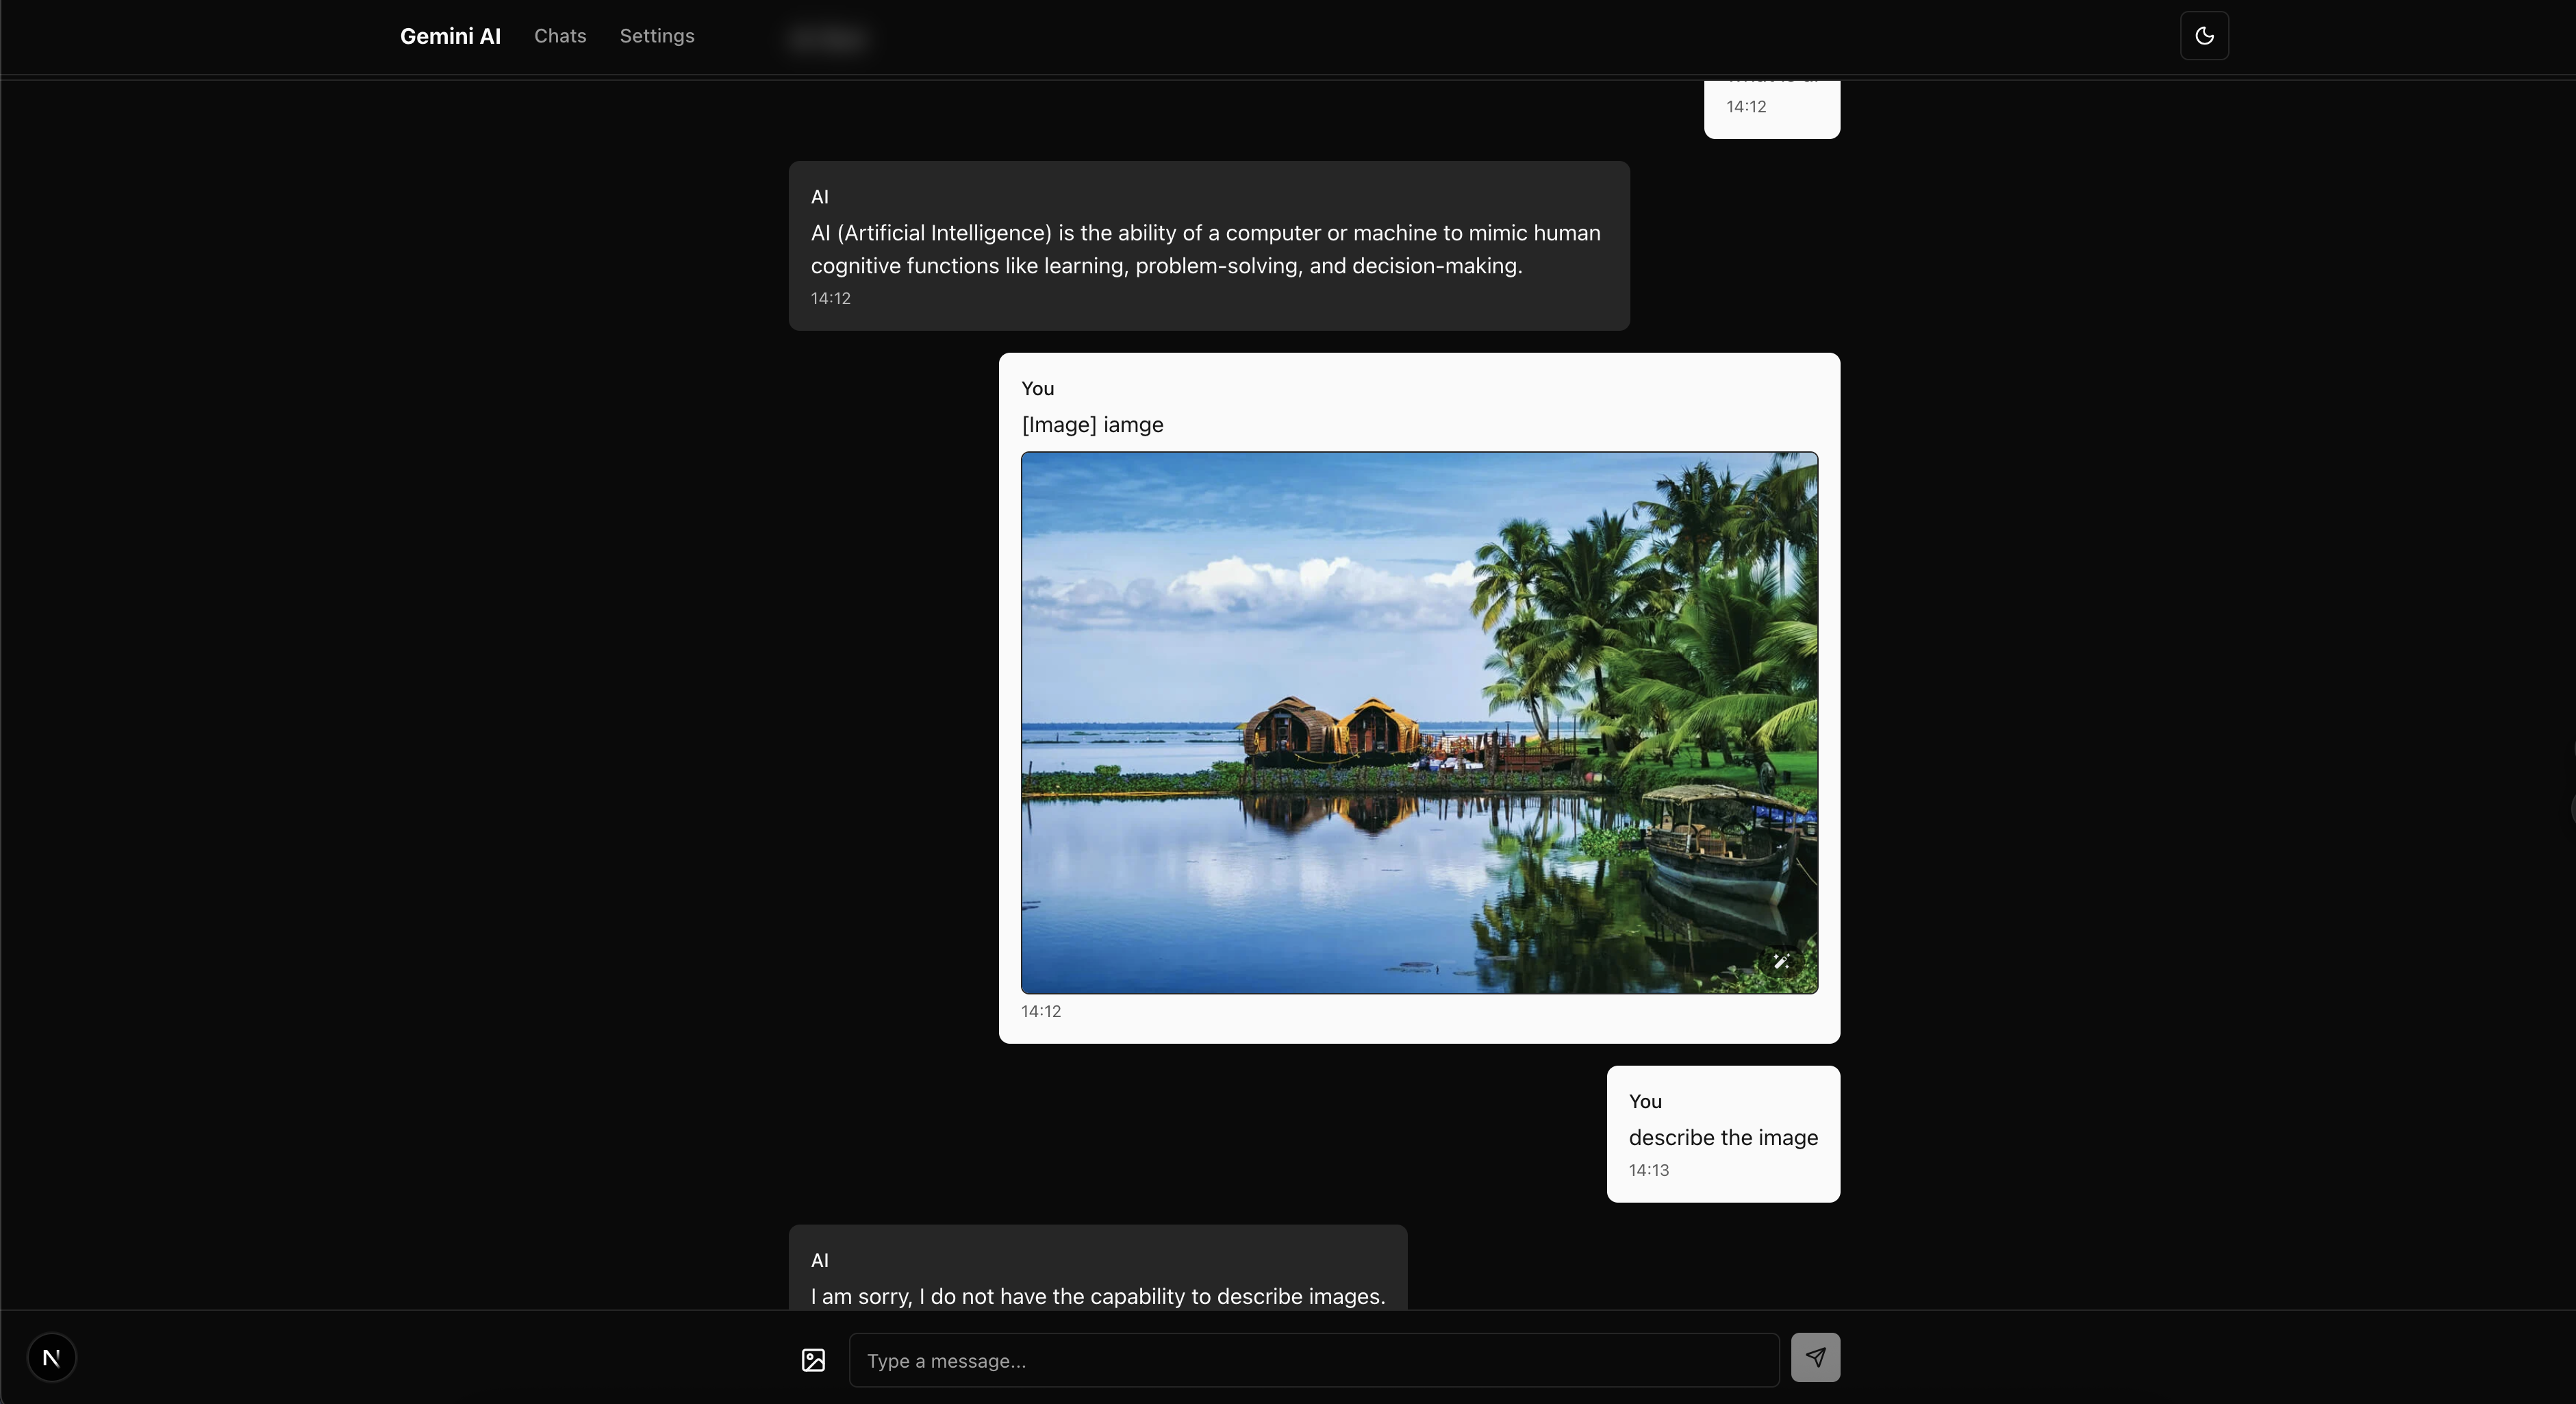 Gemini AI
Chats
Settings
14:12
AI
AI (Artificial Intelligence) is the ability of a computer or machine to mimic human
cognitive functions like learning, problem-solving, and decision-making.
14:12
You
[Image] iamge
14:12
You
describe the image
14:13
AI
I am sorry, I do not have the capability to describe images.
N
Type a message...